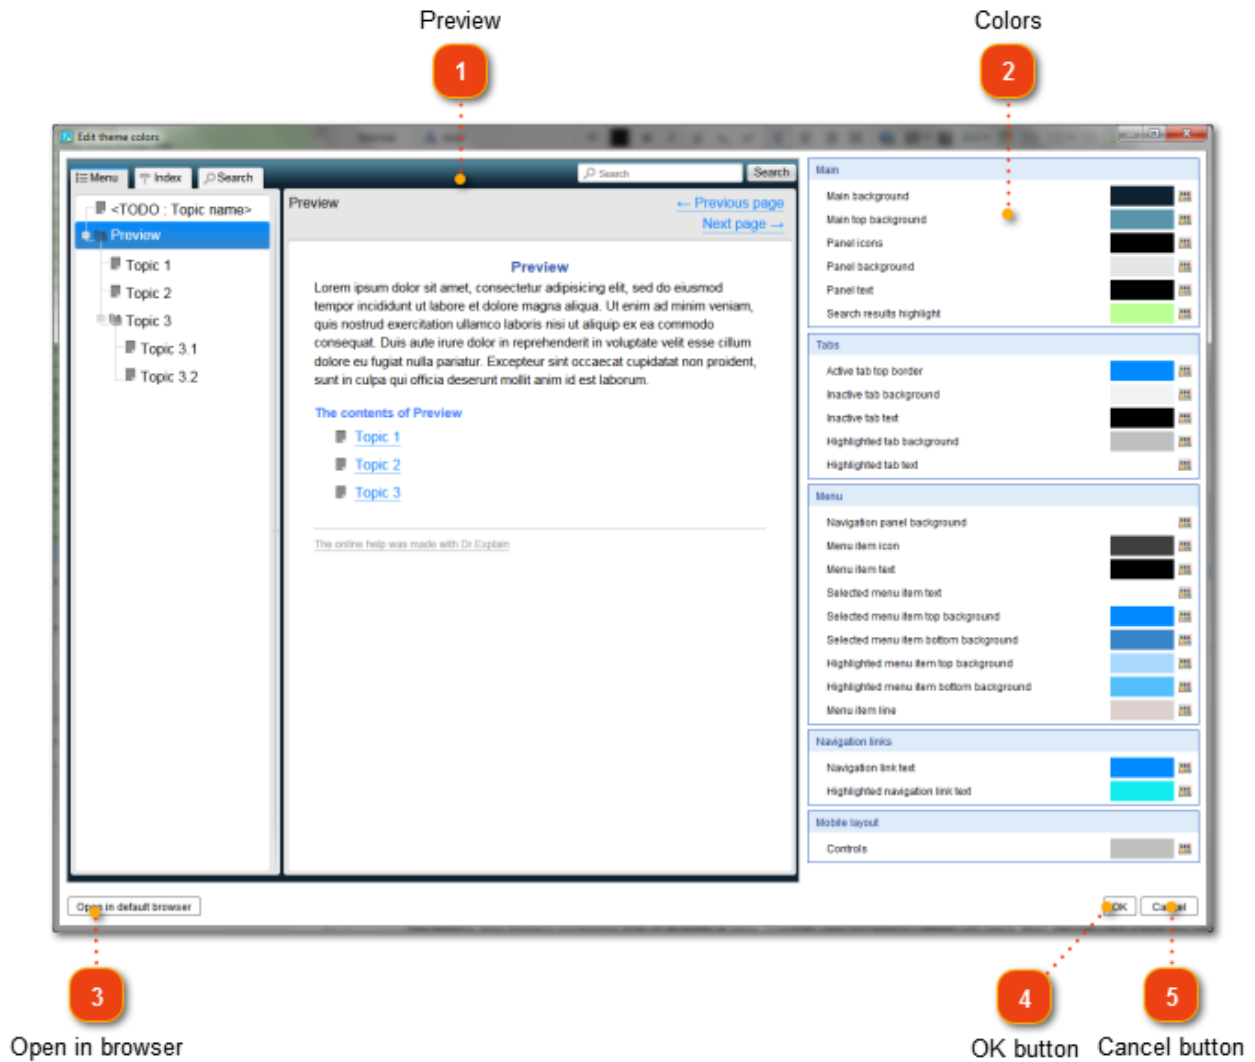 Preview
Colors
1
2
Edit theme colors
Menu
Index
Search
Search
Search
<TODO : Topic name>
Preview
Topic 1
Topic 2
Topic 3
Topic 3.1
Topic 3.2
Preview
← Previous page
Next page →
Preview
Lorem ipsum dolor sit amet, consectetur adipisicing elit, sed do eiusmod
tempor incididunt ut labore et dolore magna aliqua. Ut enim ad minim veniam,
quis nostrud exercitation ullamco laboris nisi ut aliquip ex ea commodo
consequat. Duis aute irure dolor in reprehenderit in voluptate velit esse cillum
dolore eu fugiat nulla pariatur. Excepteur sint occaecat cupidatat non proident,
sunt in culpa qui officia deserunt mollit anim id est laborum.
The contents of Preview
Topic 1
Topic 2
Topic 3
The online help was made with Dr.Explain
Main
Main background
Main top background
Panel icons
Panel background
Panel text
Search results highlight
Tabs
Active tab top border
Inactive tab background
Inactive tab text
Highlighted tab background
Highlighted tab text
Menu
Navigation panel background
Menu item icon
Menu item text
Selected menu item text
Selected menu item top background
Selected menu item bottom background
Highlighted menu item top background
Highlighted menu item bottom background
Menu item line
Navigation links
Navigation link text
Highlighted navigation link text
Mobile layout
Controls
Open in default browser
OK
Cancel
3
4
5
Open in browser
OK button
Cancel button